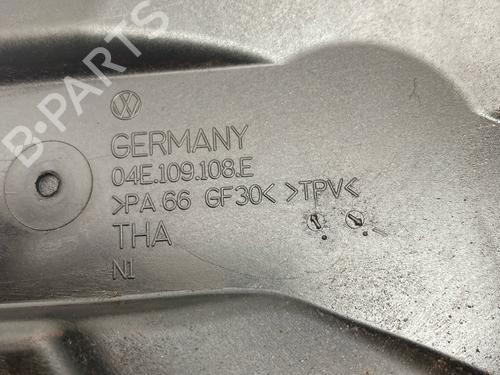 B-PARTS
GERMANY
04E.109.108.E
>PA 66 GF30< >TPV<
THA
N1